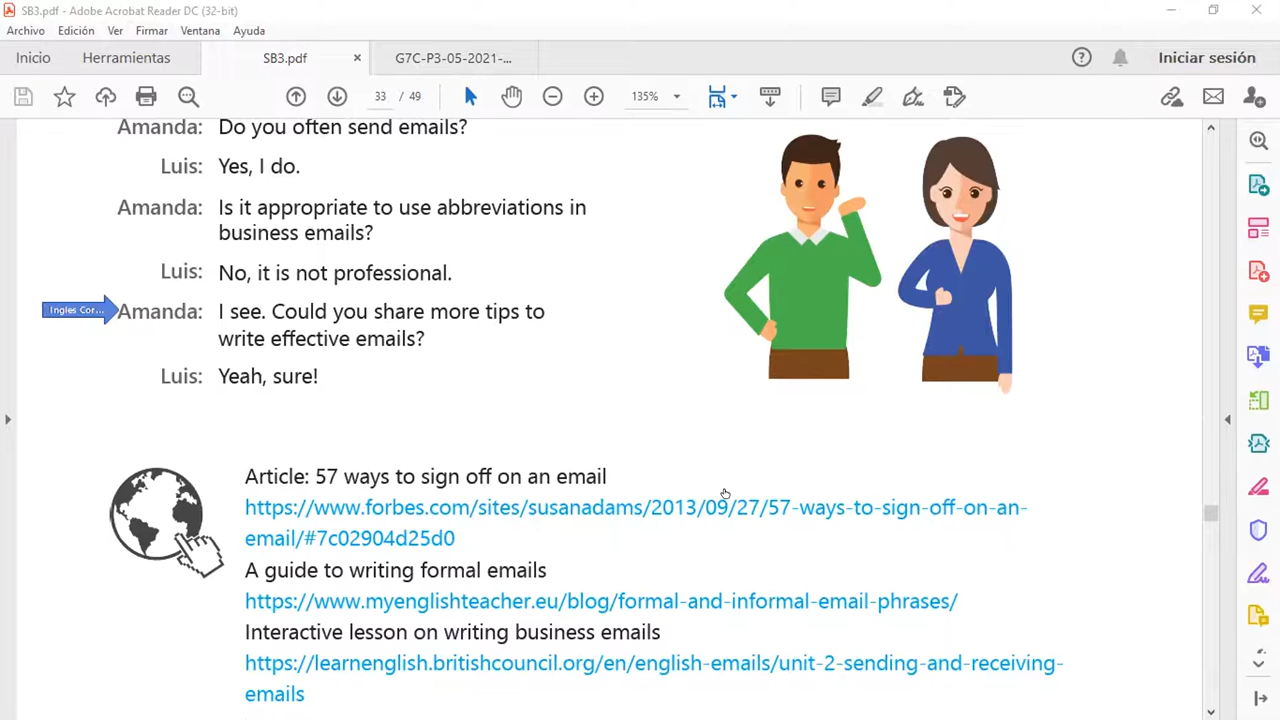 SB3.pdf - Adobe Acrobat Reader DC (32-bit)
Archivo Edición Ver Firmar Ventana Ayuda
Inicio Herramientas SB3.pdf × G7C-P3-05-2021-... Iniciar sesión
33 / 49 135%
Amanda: Do you often send emails?
Luis: Yes, I do.
Amanda: Is it appropriate to use abbreviations in
business emails?
Luis: No, it is not professional.
Ingles Cor... Amanda: I see. Could you share more tips to
write effective emails?
Luis: Yeah, sure!
Article: 57 ways to sign off on an email
https://www.forbes.com/sites/susanadams/2013/09/27/57-ways-to-sign-off-on-an-
email/#7c02904d25d0
A guide to writing formal emails
https://www.myenglishteacher.eu/blog/formal-and-informal-email-phrases/
Interactive lesson on writing business emails
https://learnenglish.britishcouncil.org/en/english-emails/unit-2-sending-and-receiving-
emails